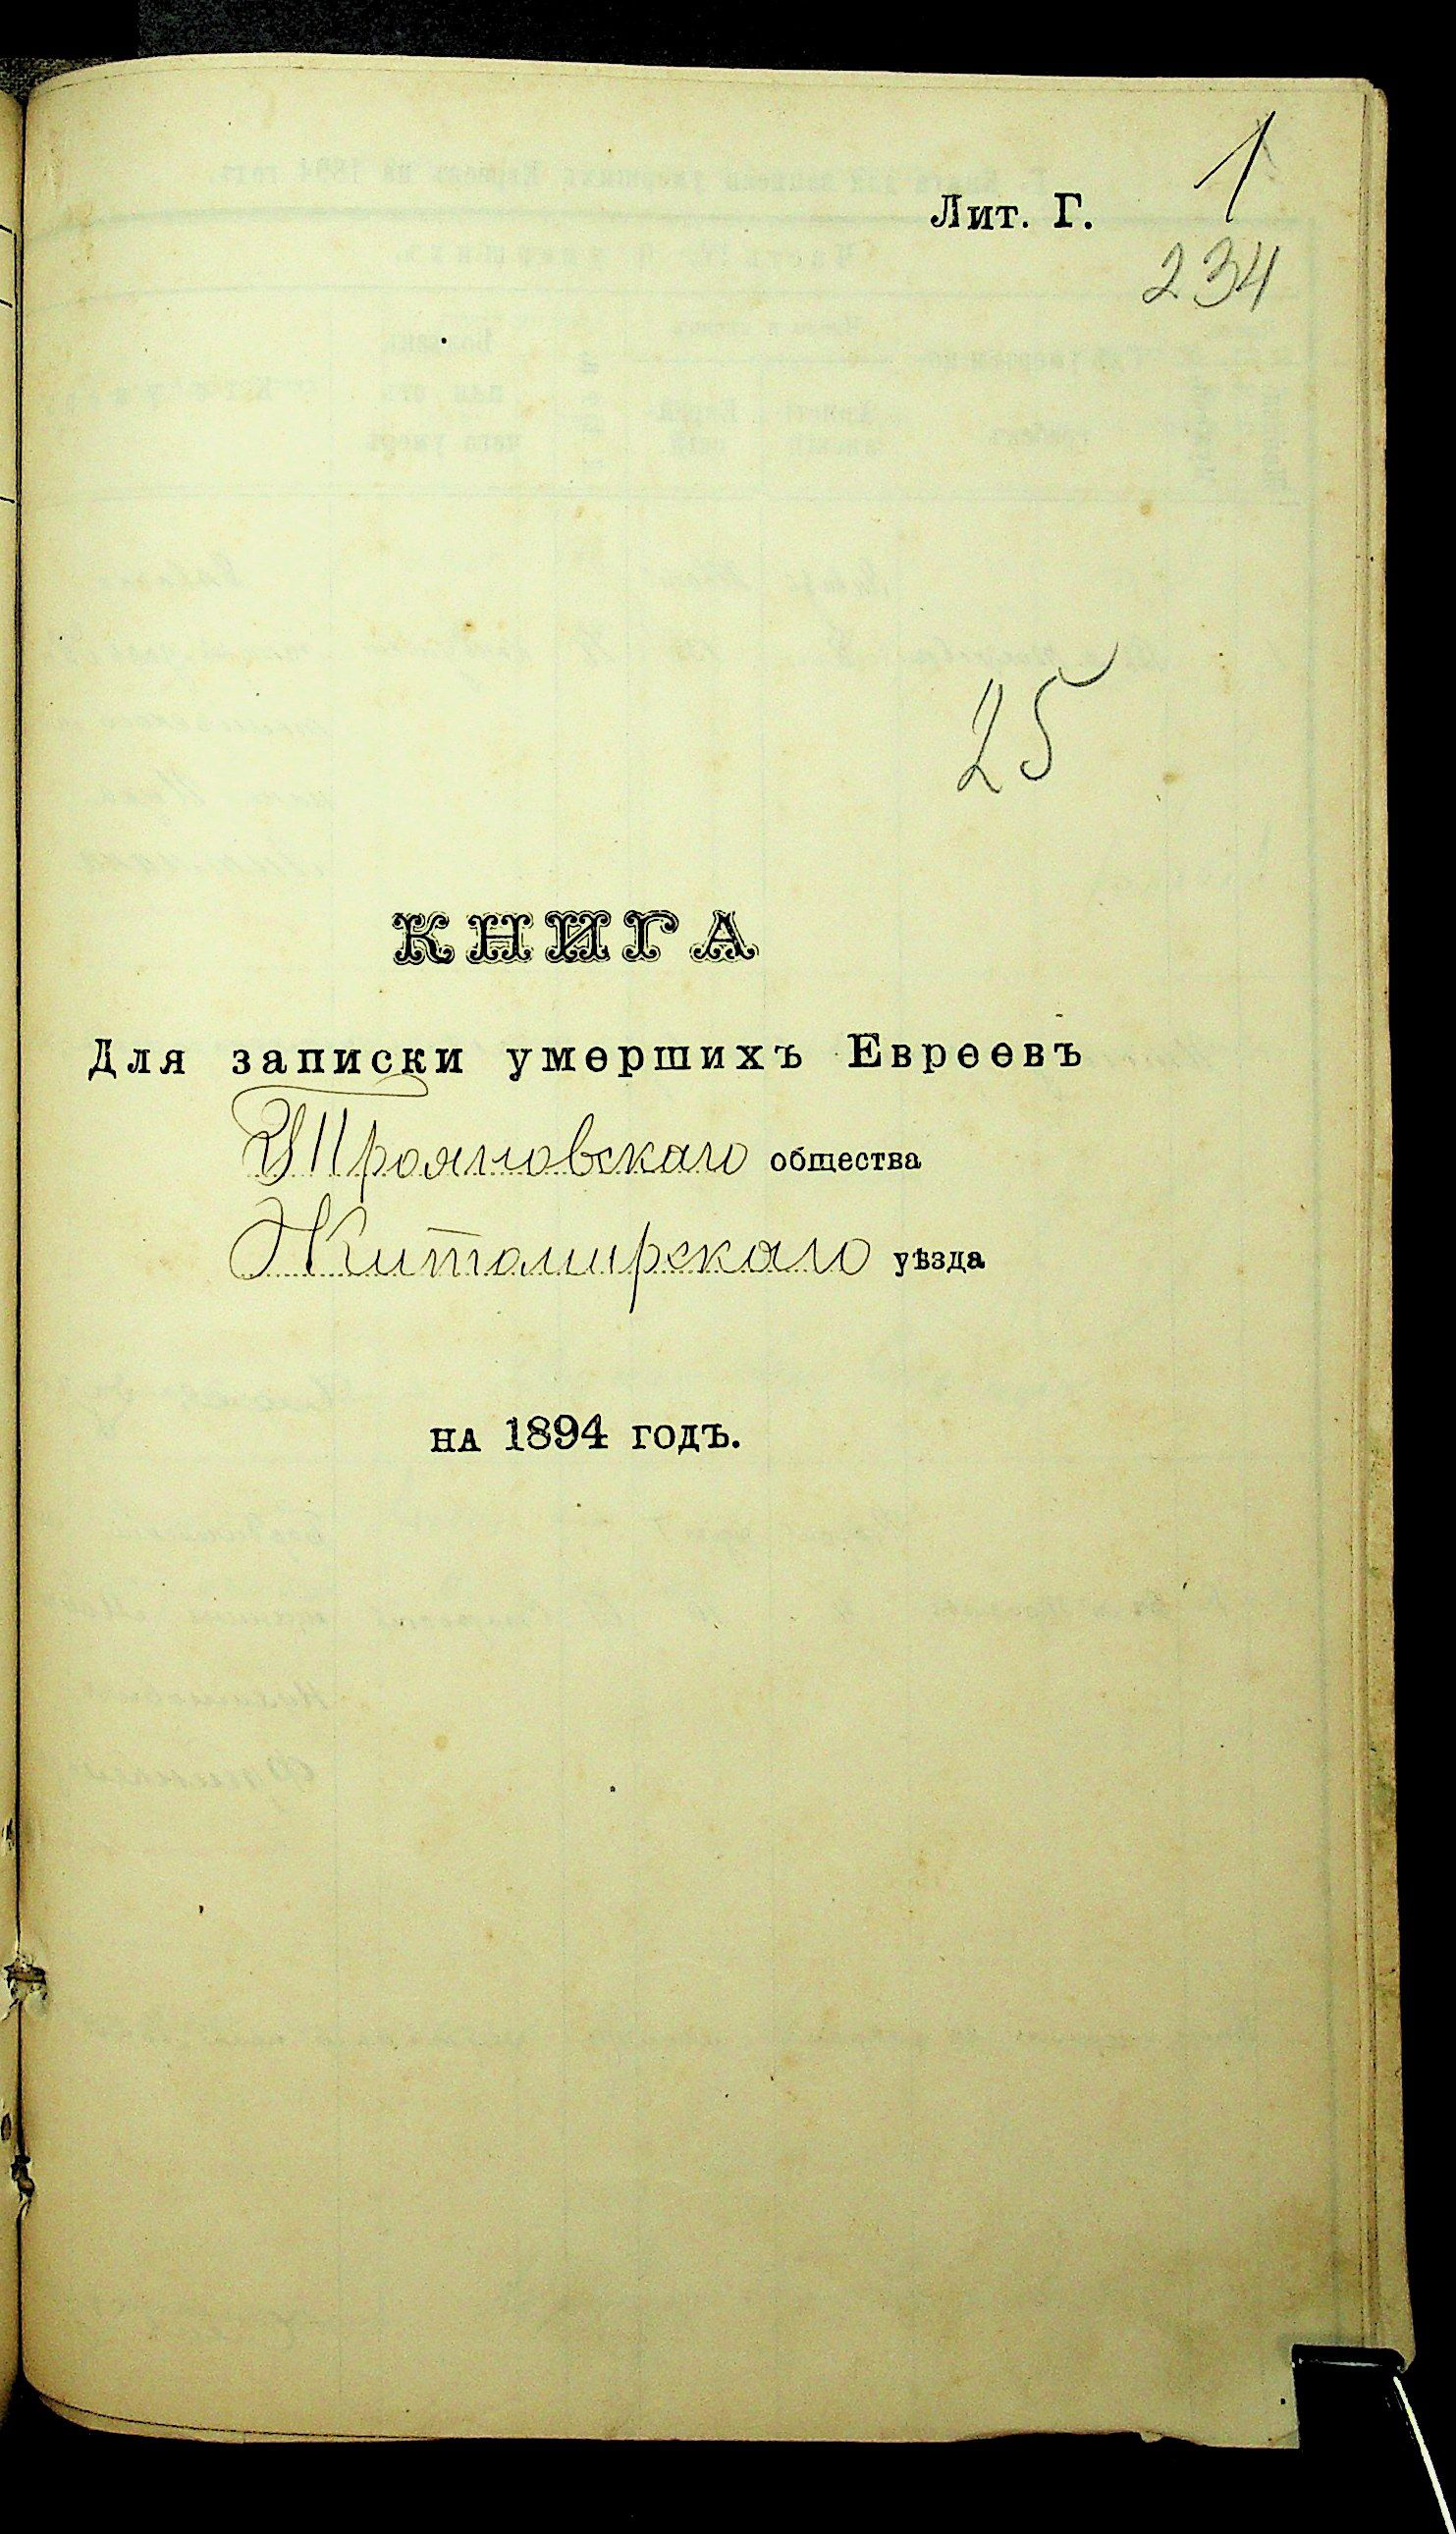 1
Лит. Г.
234
25
КНИГА
Для записки умершихъ Евреевъ
Трояновскаго общества
Житомирскаго уѣзда
на 1894 годъ.